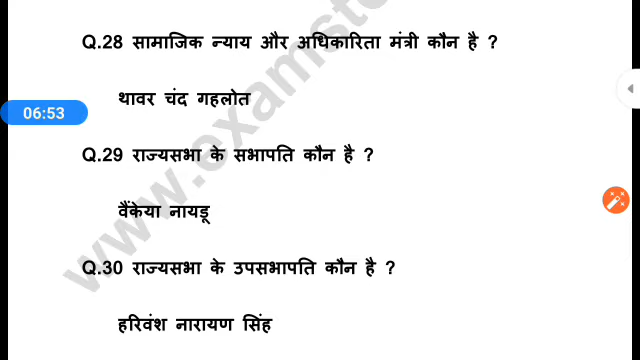 Q.28 सामाजिक न्याय और अधिकारिता मंत्री कौन है ?
थावर चंद गहलोत
06:53
Q.29 राज्यसभा के सभापति कौन है ?
वैंकेया नायडू
Q.30 राज्यसभा के उपसभापति कौन है ?
हरिवंश नारायण सिंह